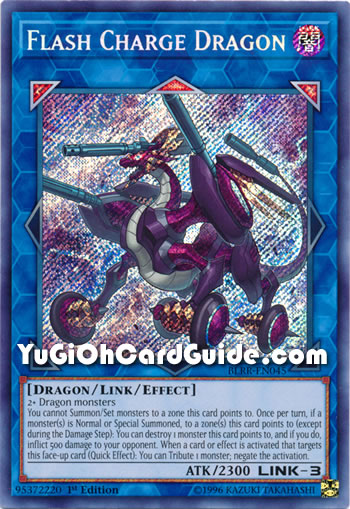 FLASH CHARGE DRAGON
YuGiOhCardGuide.com
BLRR-EN045
[DRAGON/LINK/EFFECT]
2+ Dragon monsters
You cannot Summon/Set monsters to a zone this card points to. Once per turn, if a
monster(s) is Normal or Special Summoned, to a zone(s) this card points to (except
during the Damage Step): You can destroy 1 monster this card points to, and if you do,
inflict 500 damage to your opponent. When a card or effect is activated that targets
this face-up card (Quick Effect): You can Tribute 1 monster; negate the activation.
ATK/2300 LINK-3
95372220 1st Edition ©1996 KAZUKI TAKAHASHI